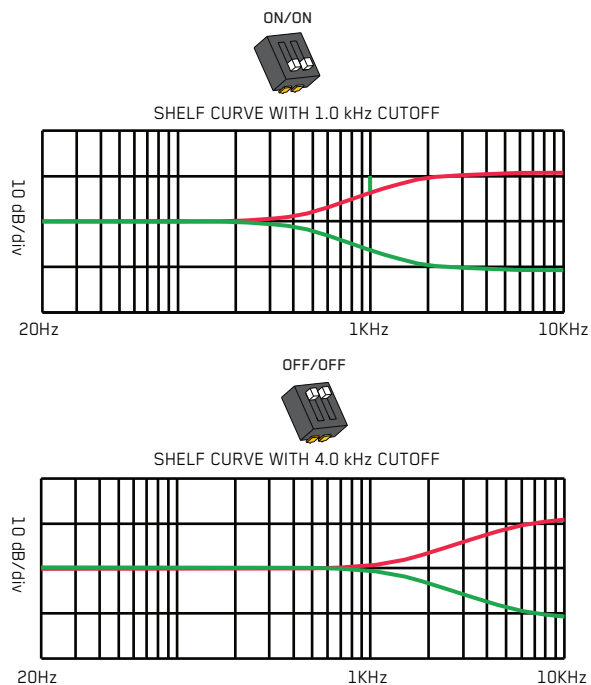 ON/ON
SHELF CURVE WITH 1.0 kHz CUTOFF
10 dB/div
20Hz 1KHz 10KHz
OFF/OFF
SHELF CURVE WITH 4.0 kHz CUTOFF
10 dB/div
20Hz 1KHz 10KHz